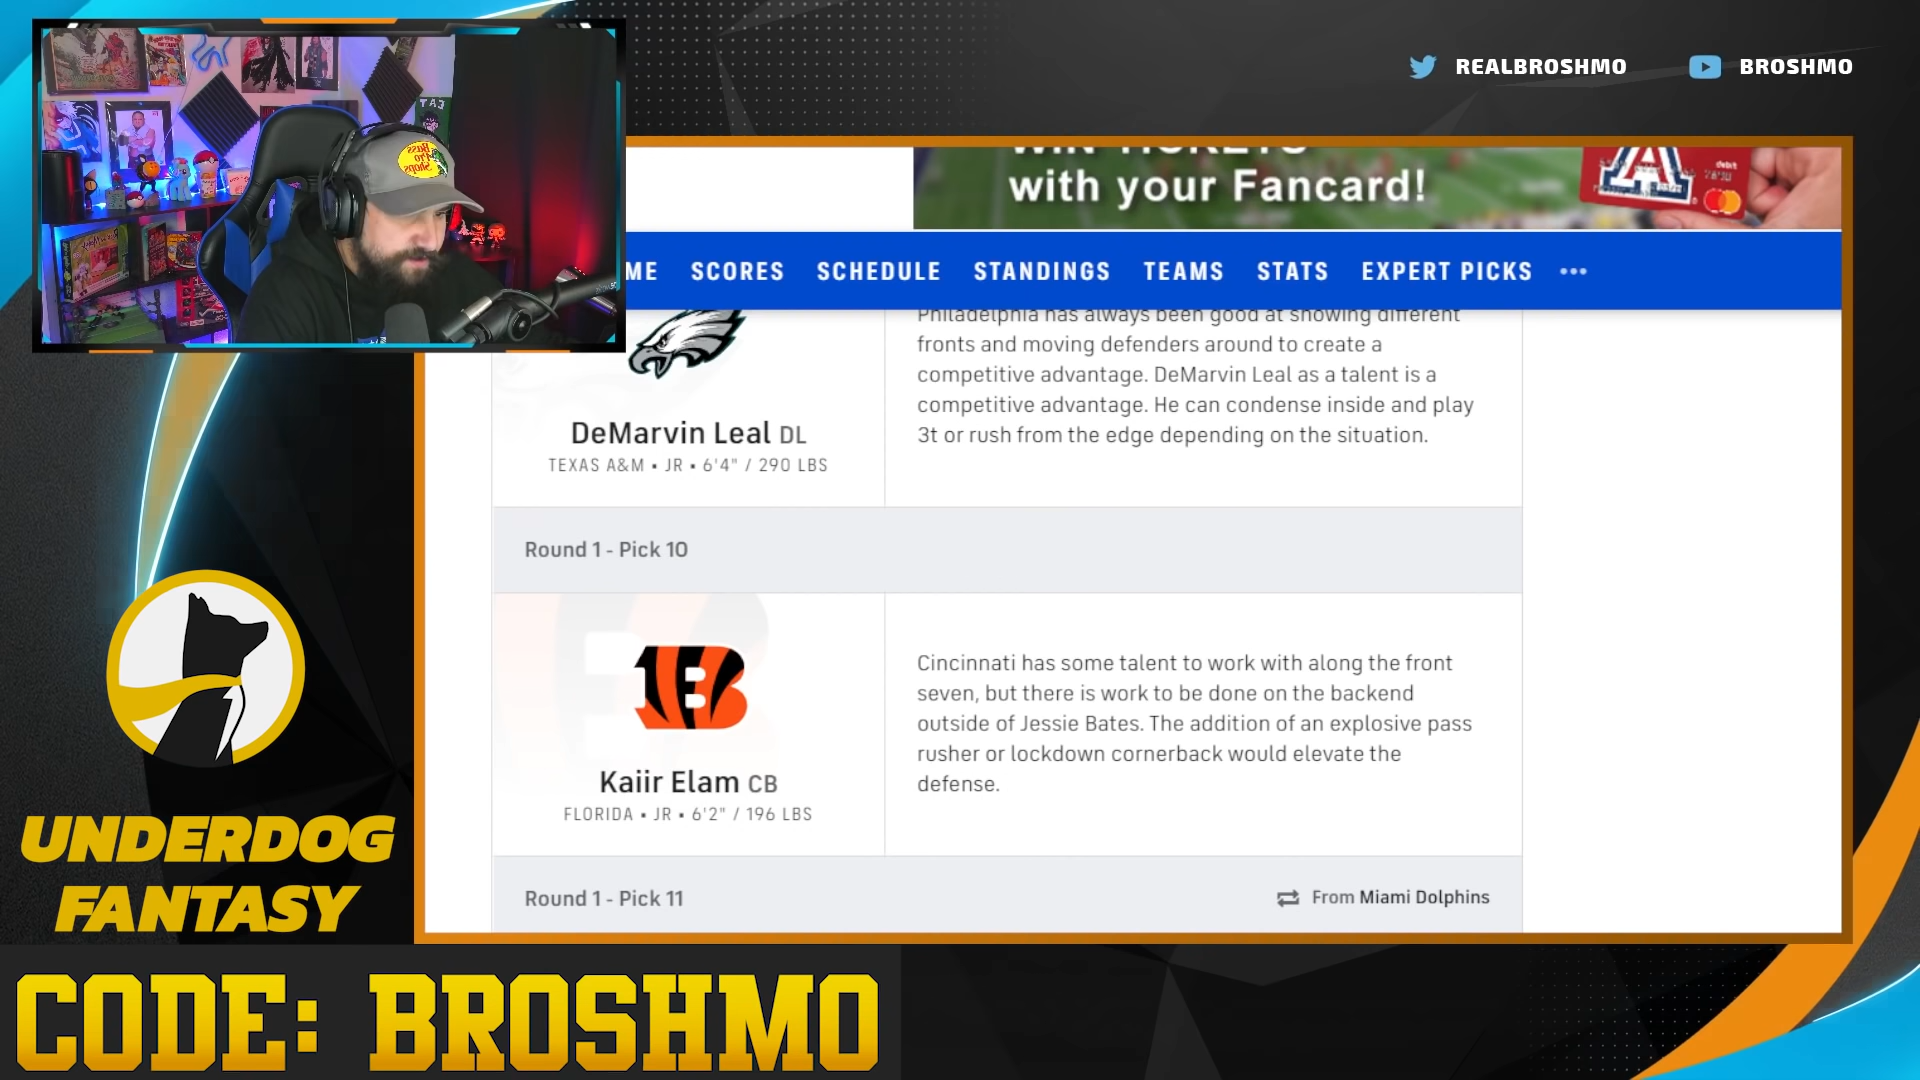 REALBROSHMO
BROSHMO
with your Fancard!
debit
A
EAT
Bass
Pro
Shops
ME SCORES SCHEDULE STANDINGS TEAMS STATS EXPERT PICKS
Philadelphia has always been good at showing different
fronts and moving defenders around to create a
competitive advantage. DeMarvin Leal as a talent is a
competitive advantage. He can condense inside and play
3t or rush from the edge depending on the situation.
DeMarvin Leal DL
TEXAS A&M • JR • 6'4" / 290 LBS
Round 1 - Pick 10
B
Kaiir Elam CB
FLORIDA • JR • 6'2" / 196 LBS
Cincinnati has some talent to work with along the front
seven, but there is work to be done on the backend
outside of Jessie Bates. The addition of an explosive pass
rusher or lockdown cornerback would elevate the
defense.
Round 1 - Pick 11
From Miami Dolphins
UNDERDOG
FANTASY
CODE: BROSHMO